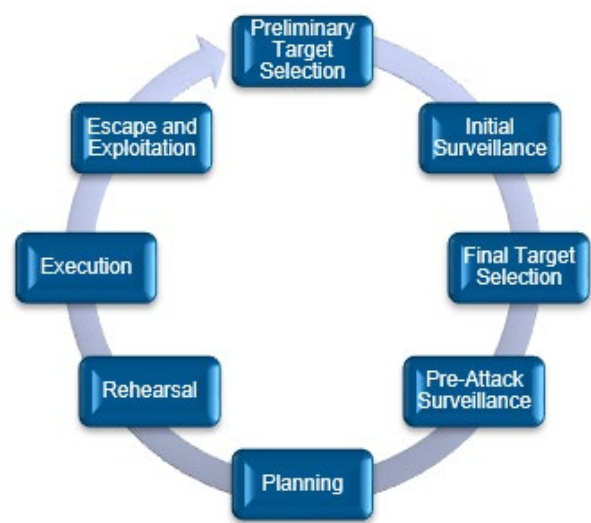 Preliminary
Target
Selection
Initial
Surveillance
Final Target
Selection
Pre-Attack
Surveillance
Planning
Rehearsal
Execution
Escape and
Exploitation